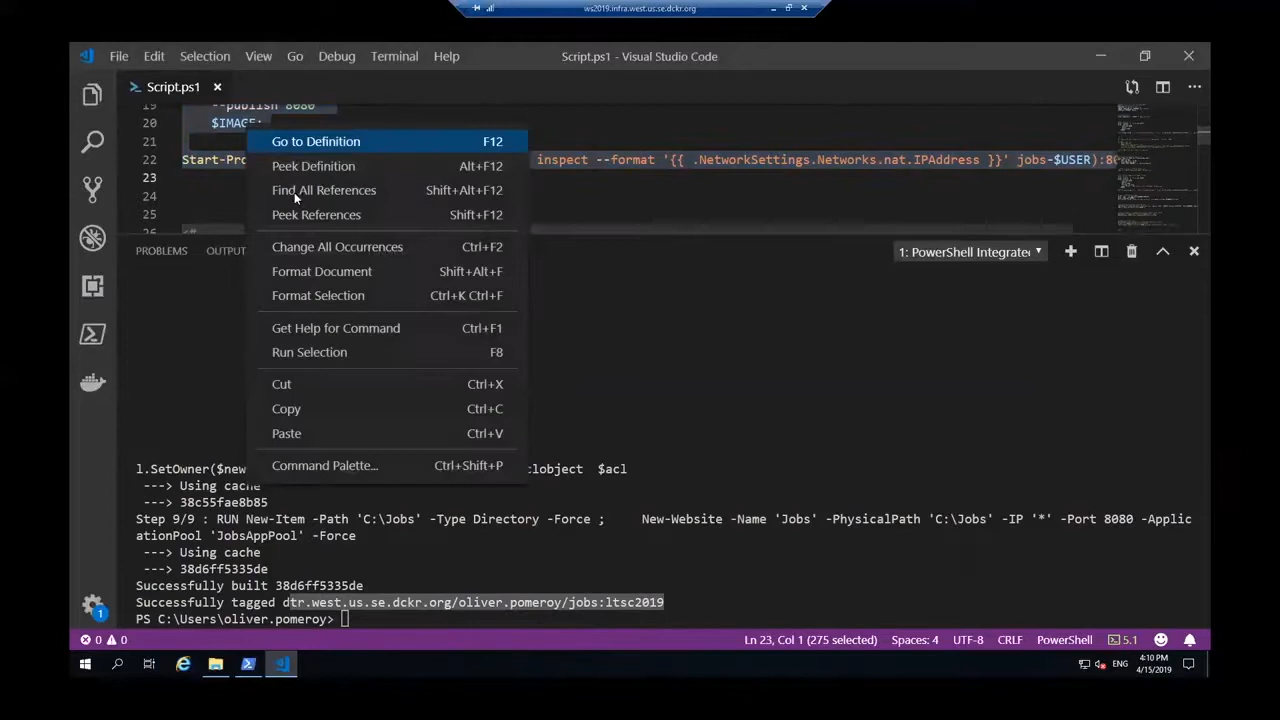 ws2019.infra.west.us.se.dckr.org
File Edit Selection View Go Debug Terminal Help
Script.ps1 - Visual Studio Code
Script.ps1
19 --publish 8080
20 $IMAGE;
21
22 Start-Pro inspect --format '{{ .NetworkSettings.Networks.nat.IPAddress }}' jobs-$USER):80
23
24
25
26 <#
Go to Definition F12
Peek Definition Alt+F12
Find All References Shift+Alt+F12
Peek References Shift+F12
Change All Occurrences Ctrl+F2
Format Document Shift+Alt+F
Format Selection Ctrl+K Ctrl+F
Get Help for Command Ctrl+F1
Run Selection F8
Cut Ctrl+X
Copy Ctrl+C
Paste Ctrl+V
Command Palette... Ctrl+Shift+P
PROBLEMS OUTPUT 1: PowerShell Integrate
l.SetOwner($new clobject $acl
---> Using cache
---> 38c55fae8b85
Step 9/9 : RUN New-Item -Path 'C:\Jobs' -Type Directory -Force ; New-Website -Name 'Jobs' -PhysicalPath 'C:\Jobs' -IP '*' -Port 8080 -Applic
ationPool 'JobsAppPool' -Force
---> Using cache
---> 38d6ff5335de
Successfully built 38d6ff5335de
Successfully tagged dtr.west.us.se.dckr.org/oliver.pomeroy/jobs:ltsc2019
PS C:\Users\oliver.pomeroy>
1
0 0 Ln 23, Col 1 (275 selected) Spaces: 4 UTF-8 CRLF PowerShell 5.1
ENG 4:10 PM
4/15/2019